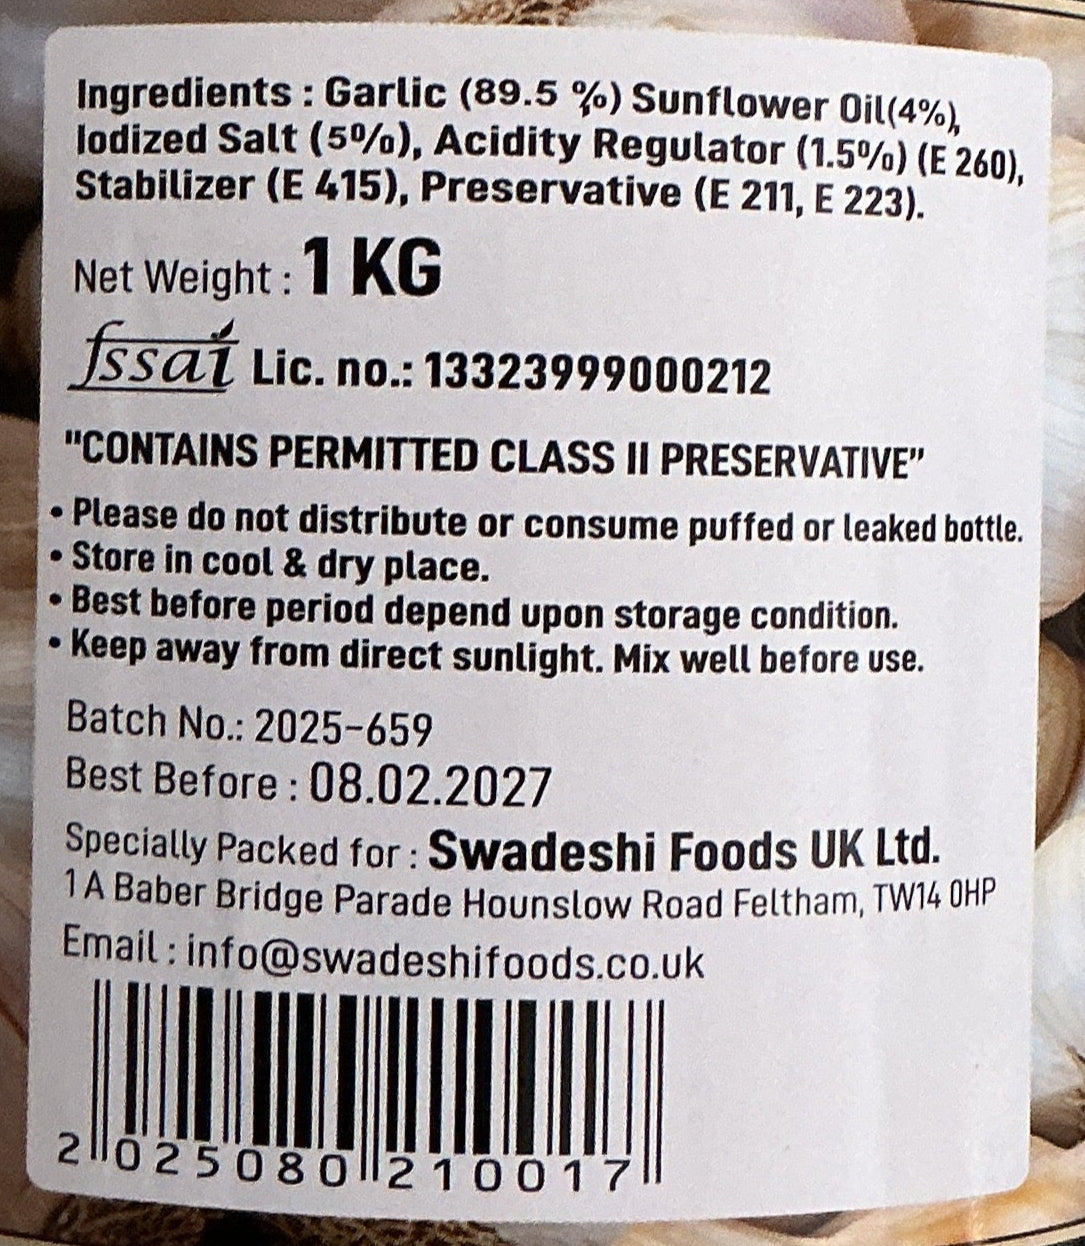 Ingredients : Garlic (89.5 %) Sunflower Oil(4%),
Iodized Salt (5%), Acidity Regulator (1.5%) (E 260),
Stabilizer (E 415), Preservative (E 211, E 223).
Net Weight : 1 KG
fssai Lic. no.: 13323999000212
"CONTAINS PERMITTED CLASS II PRESERVATIVE"
• Please do not distribute or consume puffed or leaked bottle.
• Store in cool & dry place.
• Best before period depend upon storage condition.
• Keep away from direct sunlight. Mix well before use.
Batch No.: 2025-659
Best Before : 08.02.2027
Specially Packed for : Swadeshi Foods UK Ltd.
1 A Baber Bridge Parade Hounslow Road Feltham, TW14 0HP
Email : info@swadeshifoods.co.uk
2 025080 210017